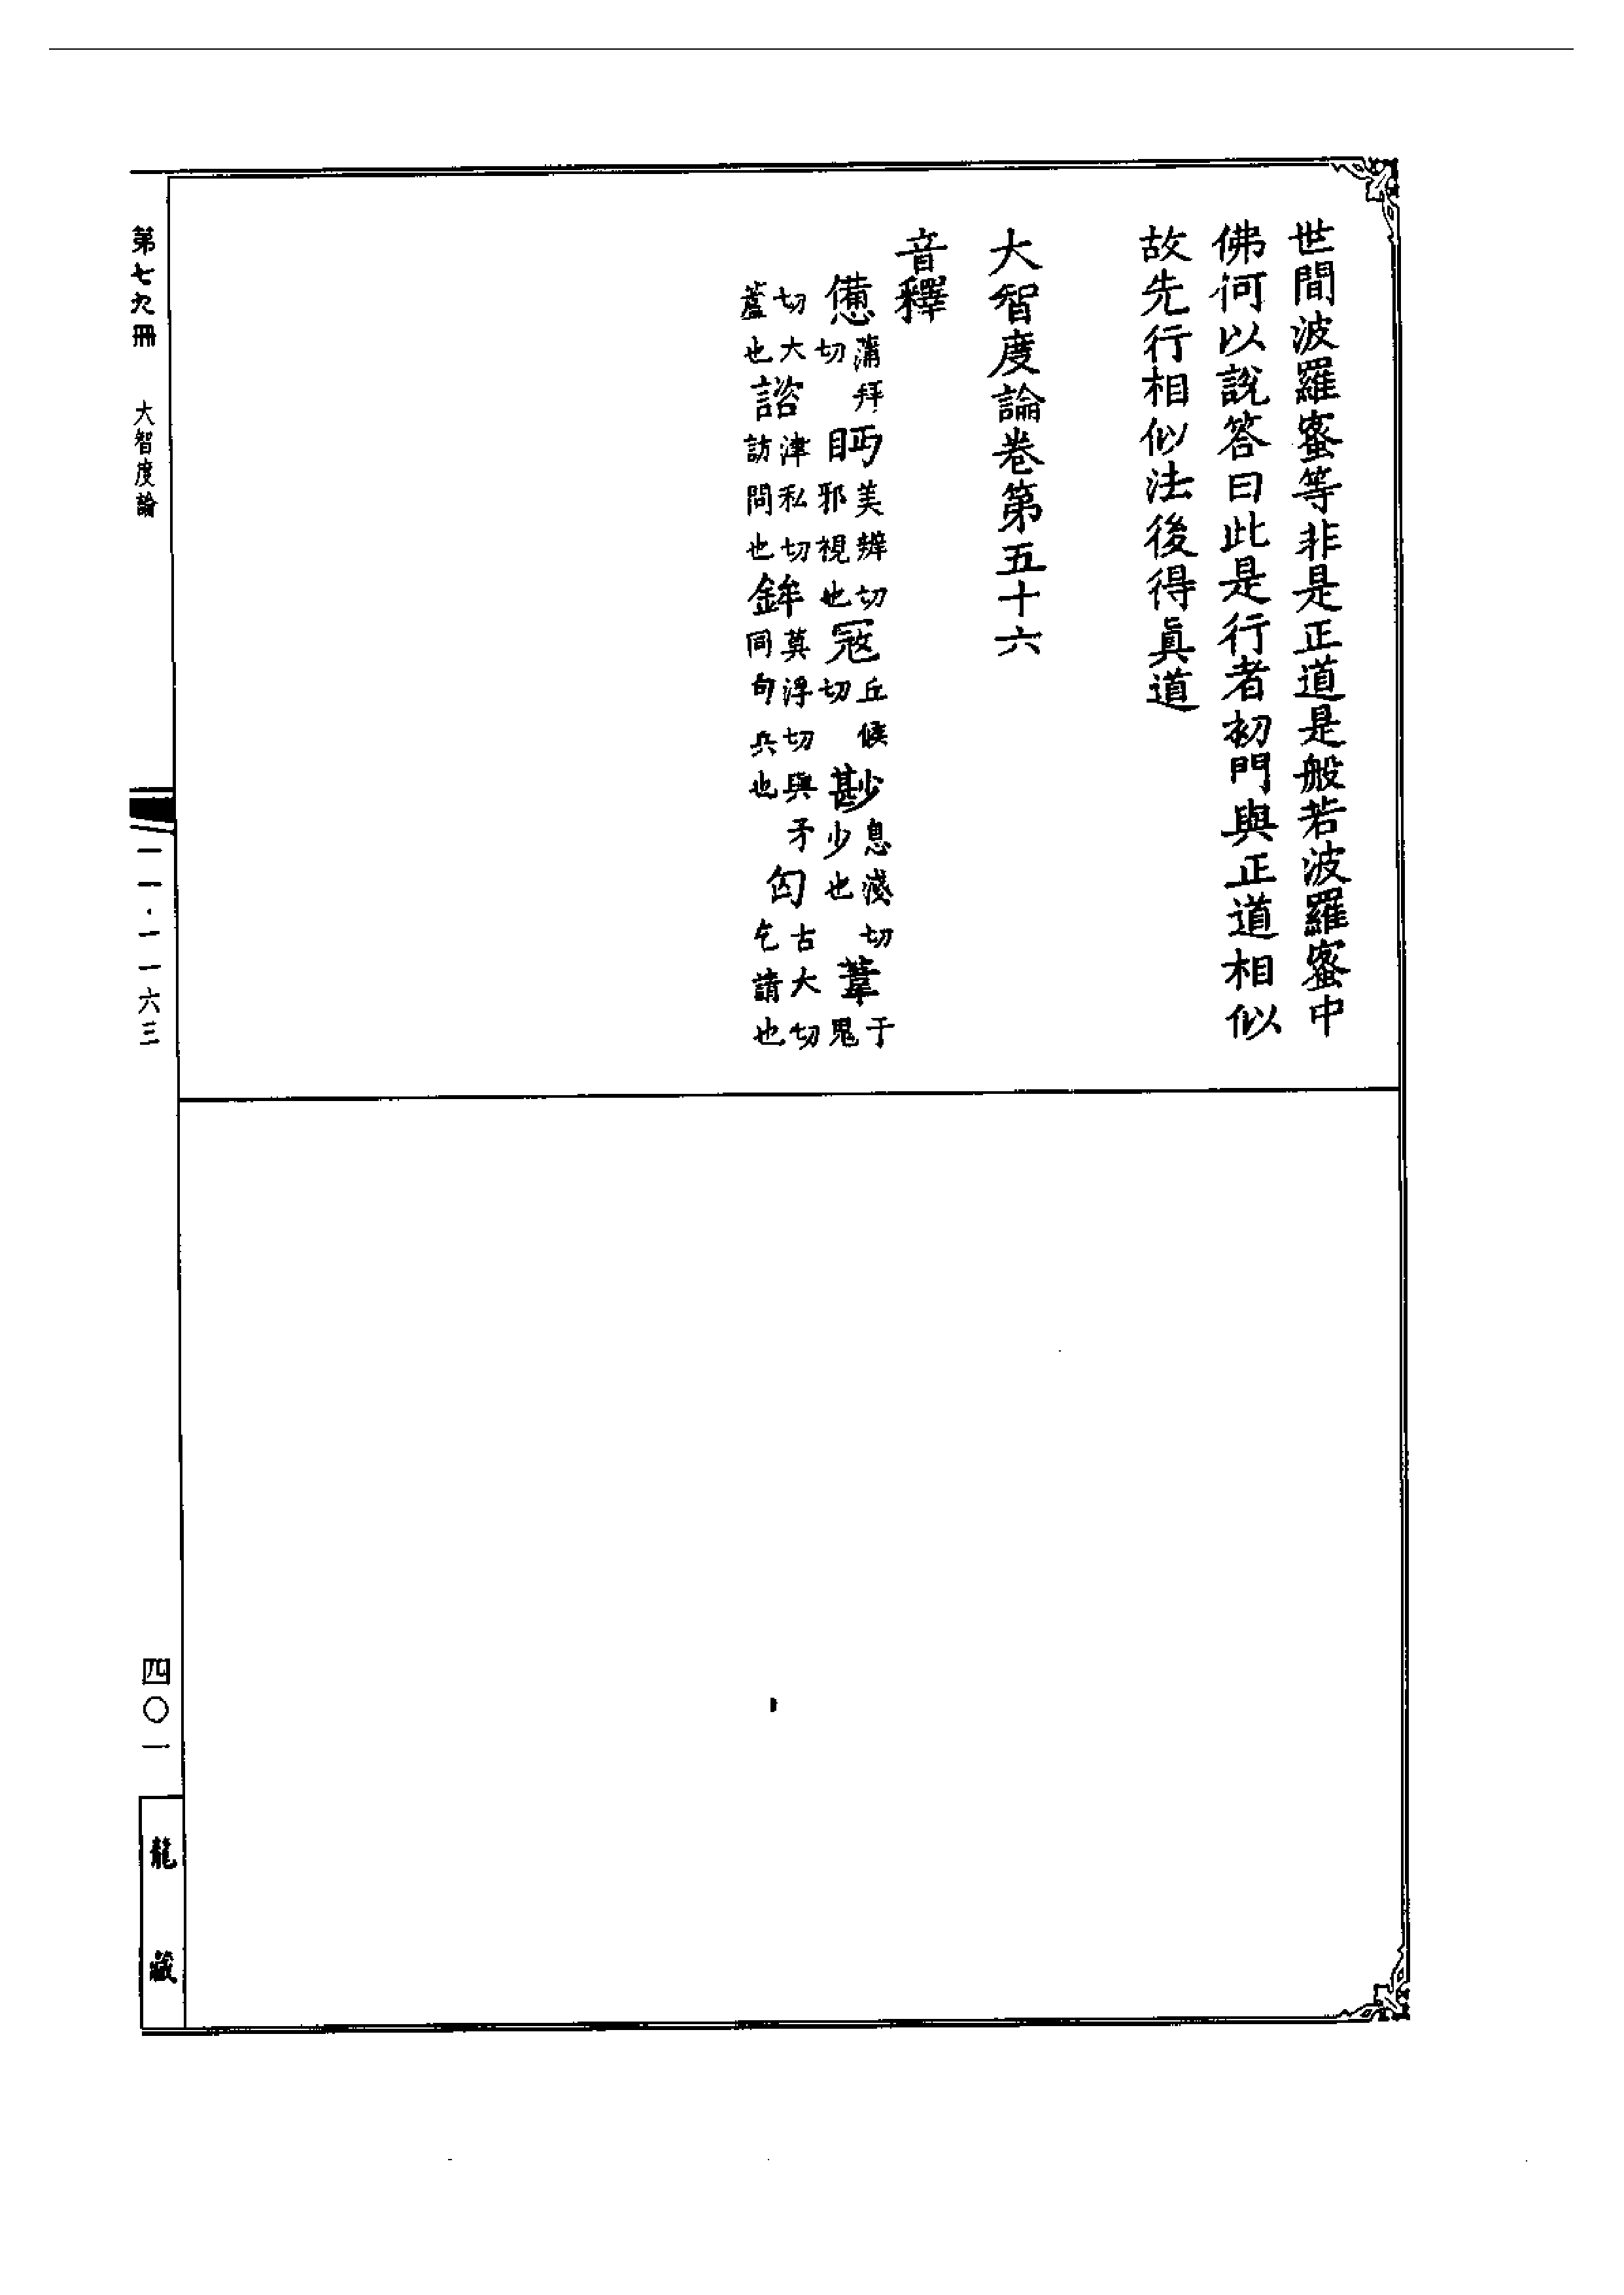 世間波羅蜜等非是正道是般若波羅蜜中
佛何以說答曰此是行者初門與正道相似
故先行相似法後得眞道
大智度論卷第五十六
音釋
憊蒲拜切眄美辨切邪視也寇丘候切尠息淺切少也葦于鬼
切大蘆也諮津私切訪問也鉾莫浮切與矛同句兵也匃古大切乞請也
第七九冊 大智度論
一一·一一六三
四〇一
龍藏